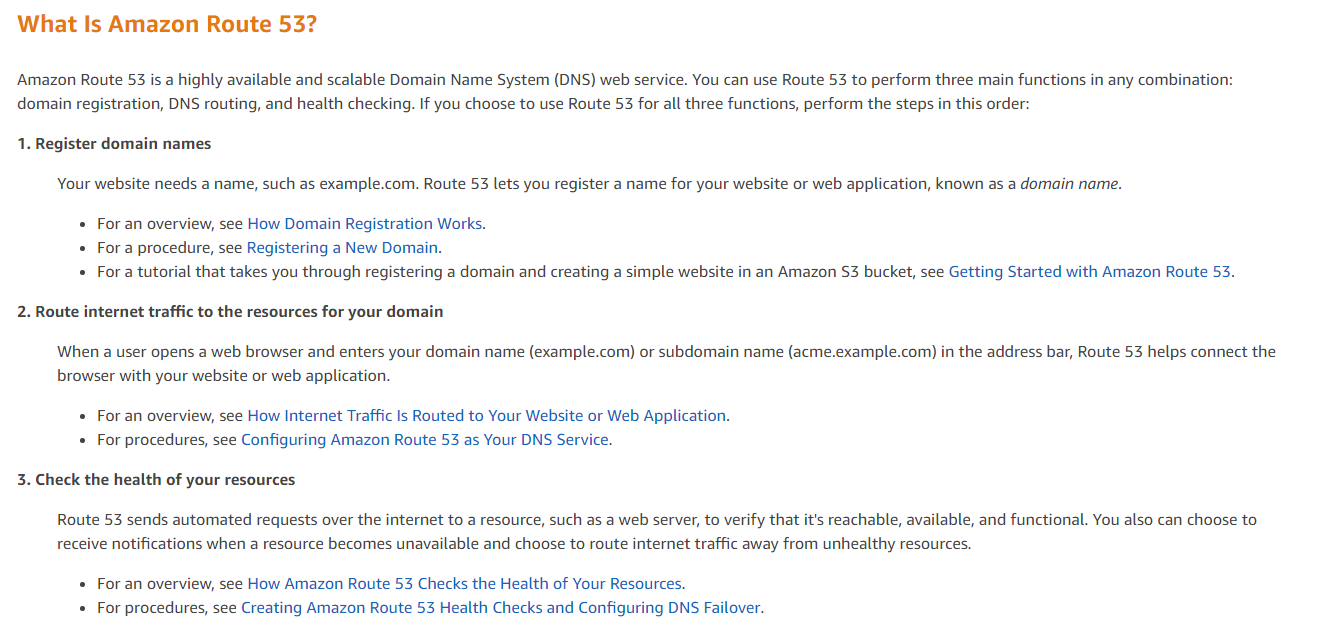 What Is Amazon Route 53?
Amazon Route 53 is a highly available and scalable Domain Name System (DNS) web service. You can use Route 53 to perform three main functions in any combination:
domain registration, DNS routing, and health checking. If you choose to use Route 53 for all three functions, perform the steps in this order:
1. Register domain names
Your website needs a name, such as example.com. Route 53 lets you register a name for your website or web application, known as a domain name.
• For an overview, see How Domain Registration Works.
• For a procedure, see Registering a New Domain.
• For a tutorial that takes you through registering a domain and creating a simple website in an Amazon S3 bucket, see Getting Started with Amazon Route 53.
2. Route internet traffic to the resources for your domain
When a user opens a web browser and enters your domain name (example.com) or subdomain name (acme.example.com) in the address bar, Route 53 helps connect the
browser with your website or web application.
• For an overview, see How Internet Traffic Is Routed to Your Website or Web Application.
• For procedures, see Configuring Amazon Route 53 as Your DNS Service.
3. Check the health of your resources
Route 53 sends automated requests over the internet to a resource, such as a web server, to verify that it's reachable, available, and functional. You also can choose to
receive notifications when a resource becomes unavailable and choose to route internet traffic away from unhealthy resources.
• For an overview, see How Amazon Route 53 Checks the Health of Your Resources.
• For procedures, see Creating Amazon Route 53 Health Checks and Configuring DNS Failover.